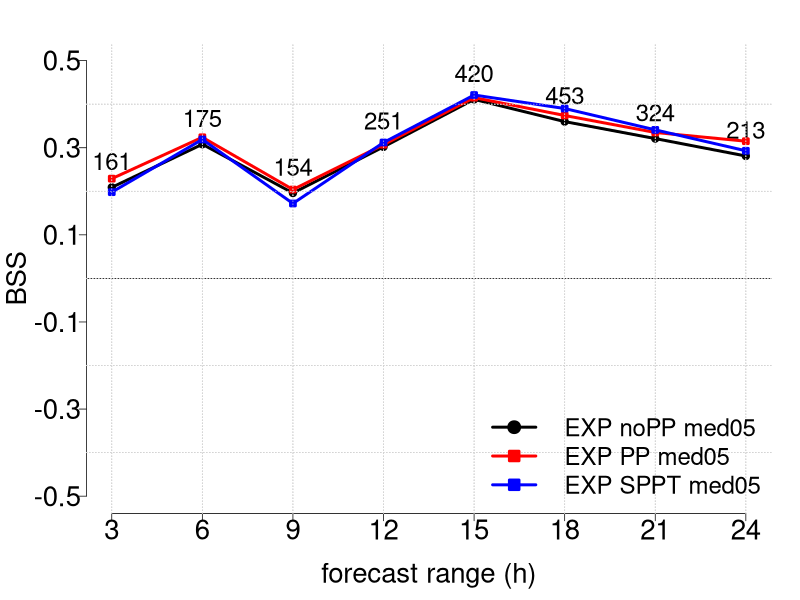 0.5
0.3
0.1
-0.1
-0.3
-0.5
BSS
161
175
154
251
420
453
324
213
EXP noPP med05
EXP PP med05
EXP SPPT med05
3 6 9 12 15 18 21 24
forecast range (h)